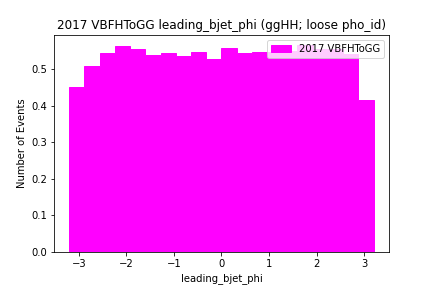 2017 VBFHToGG leading_bjet_phi (ggHH; loose pho_id)
2017 VBFHToGG
Number of Events
0.5
0.4
0.3
0.2
0.1
0.0
−3 −2 −1 0 1 2 3
leading_bjet_phi